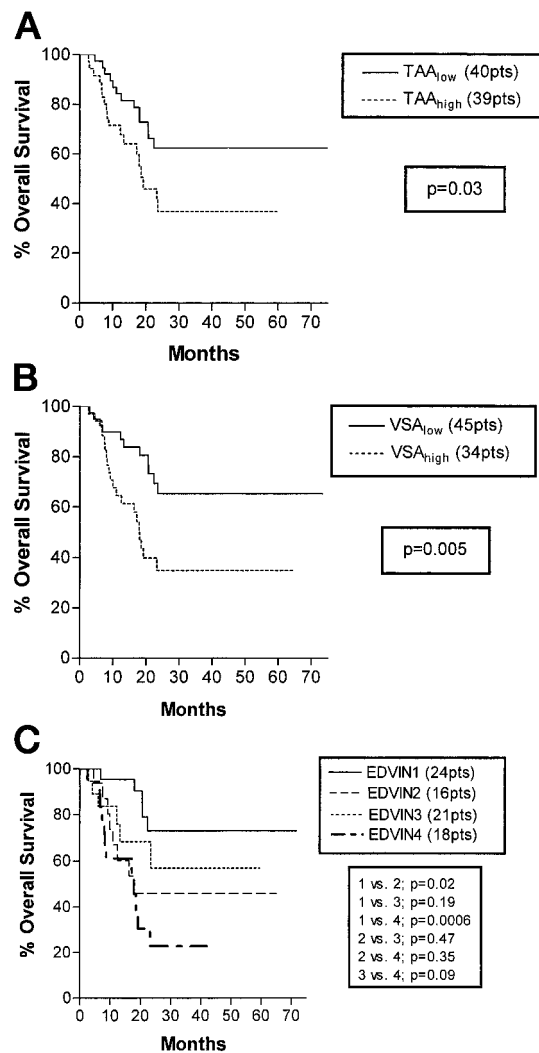 A
100
80
60
40
20
0
% Overall Survival
0 10 20 30 40 50 60 70
Months
TAAlow (40pts)
TAAhigh (39pts)
p=0.03
B
100
80
60
40
20
0
% Overall Survival
0 10 20 30 40 50 60 70
Months
VSAlow (45pts)
VSAhigh (34pts)
p=0.005
C
100
80
60
40
20
0
% Overall Survival
0 10 20 30 40 50 60 70
Months
EDVIN1 (24pts)
EDVIN2 (16pts)
EDVIN3 (21pts)
EDVIN4 (18pts)
1 vs. 2; p=0.02
1 vs. 3; p=0.19
1 vs. 4; p=0.0006
2 vs. 3; p=0.47
2 vs. 4; p=0.35
3 vs. 4; p=0.09